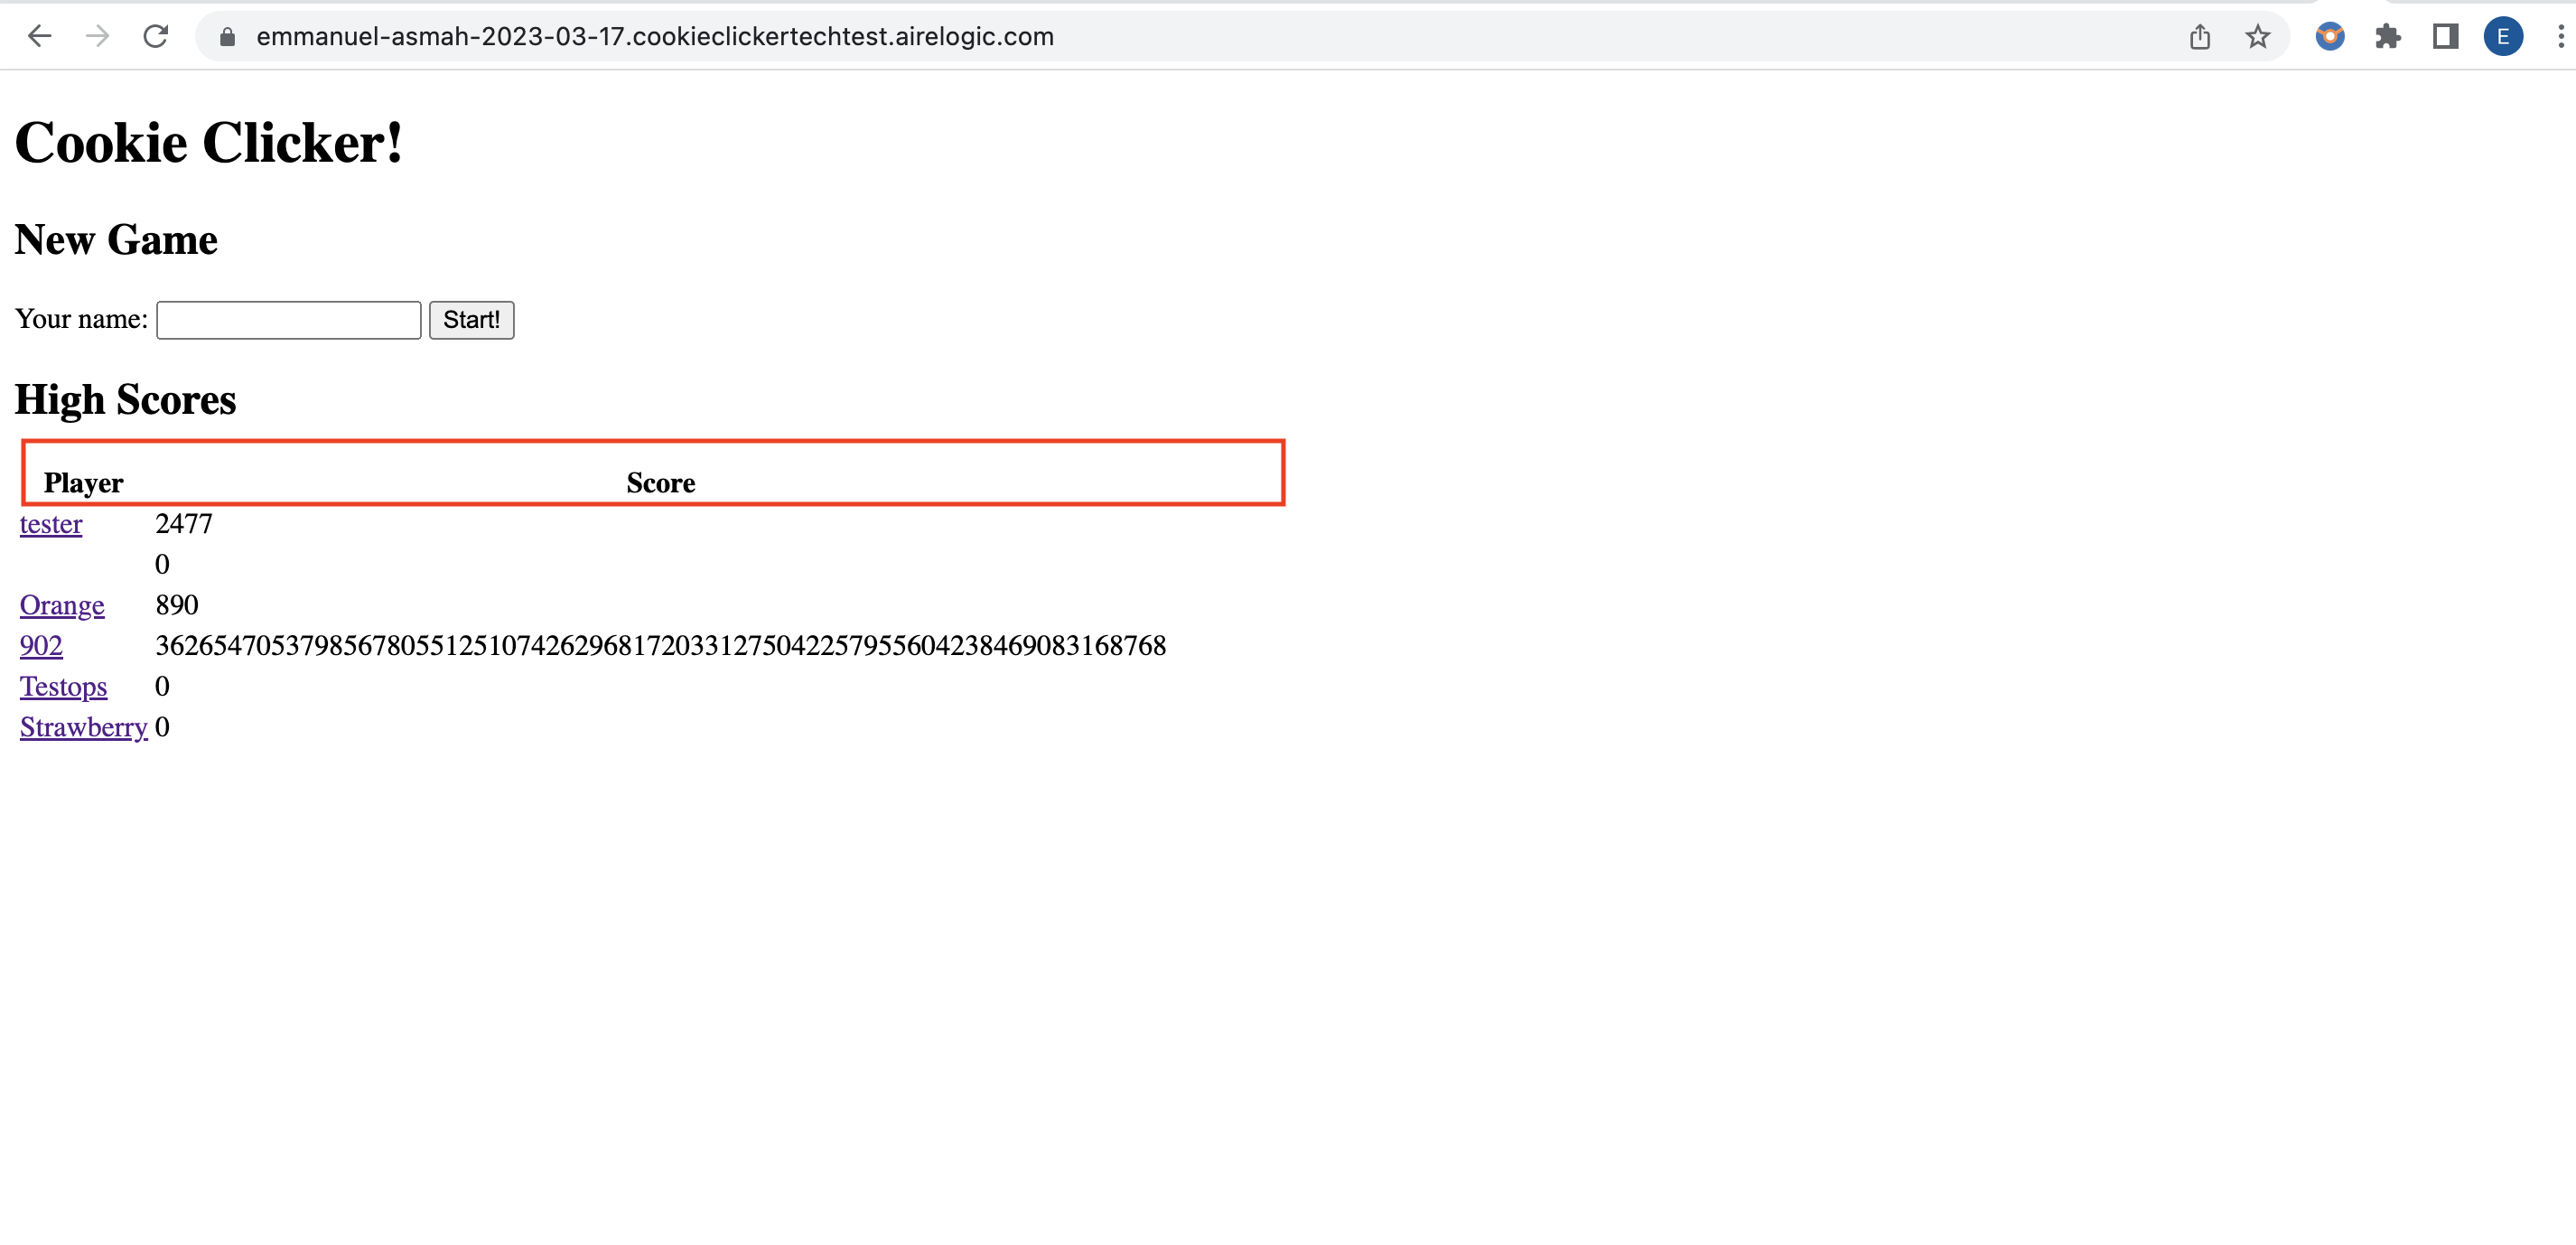 emmanuel-asmah-2023-03-17.cookieclickertechtest.airelogic.com
E
Cookie Clicker!
New Game
Your name: Start!
High Scores
Player Score
tester 2477
0
Orange 890
902 3626547053798567805512510742629681720331275042257955604238469083168768
Testops 0
Strawberry 0